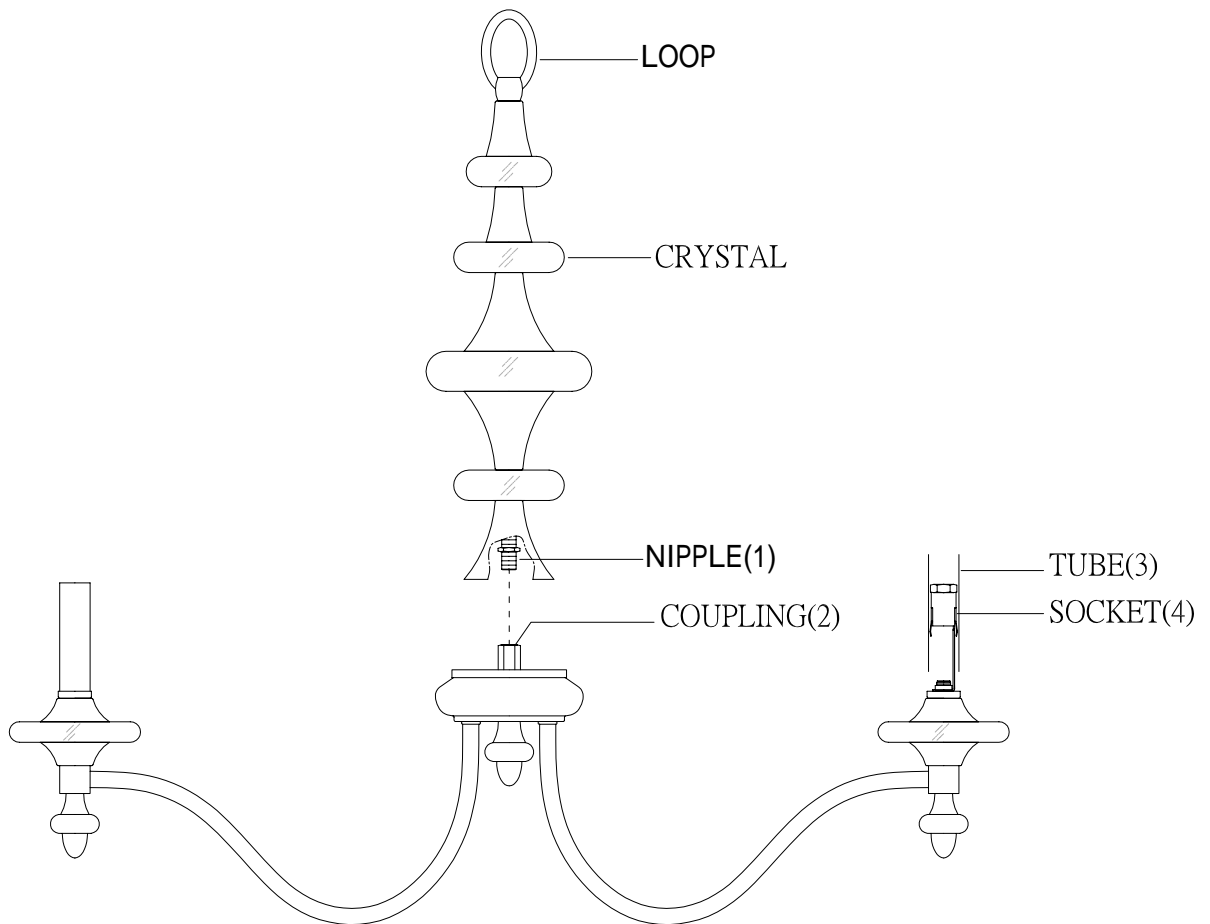 LOOP
CRYSTAL
NIPPLE(1)
TUBE(3)
COUPLING(2)
SOCKET(4)